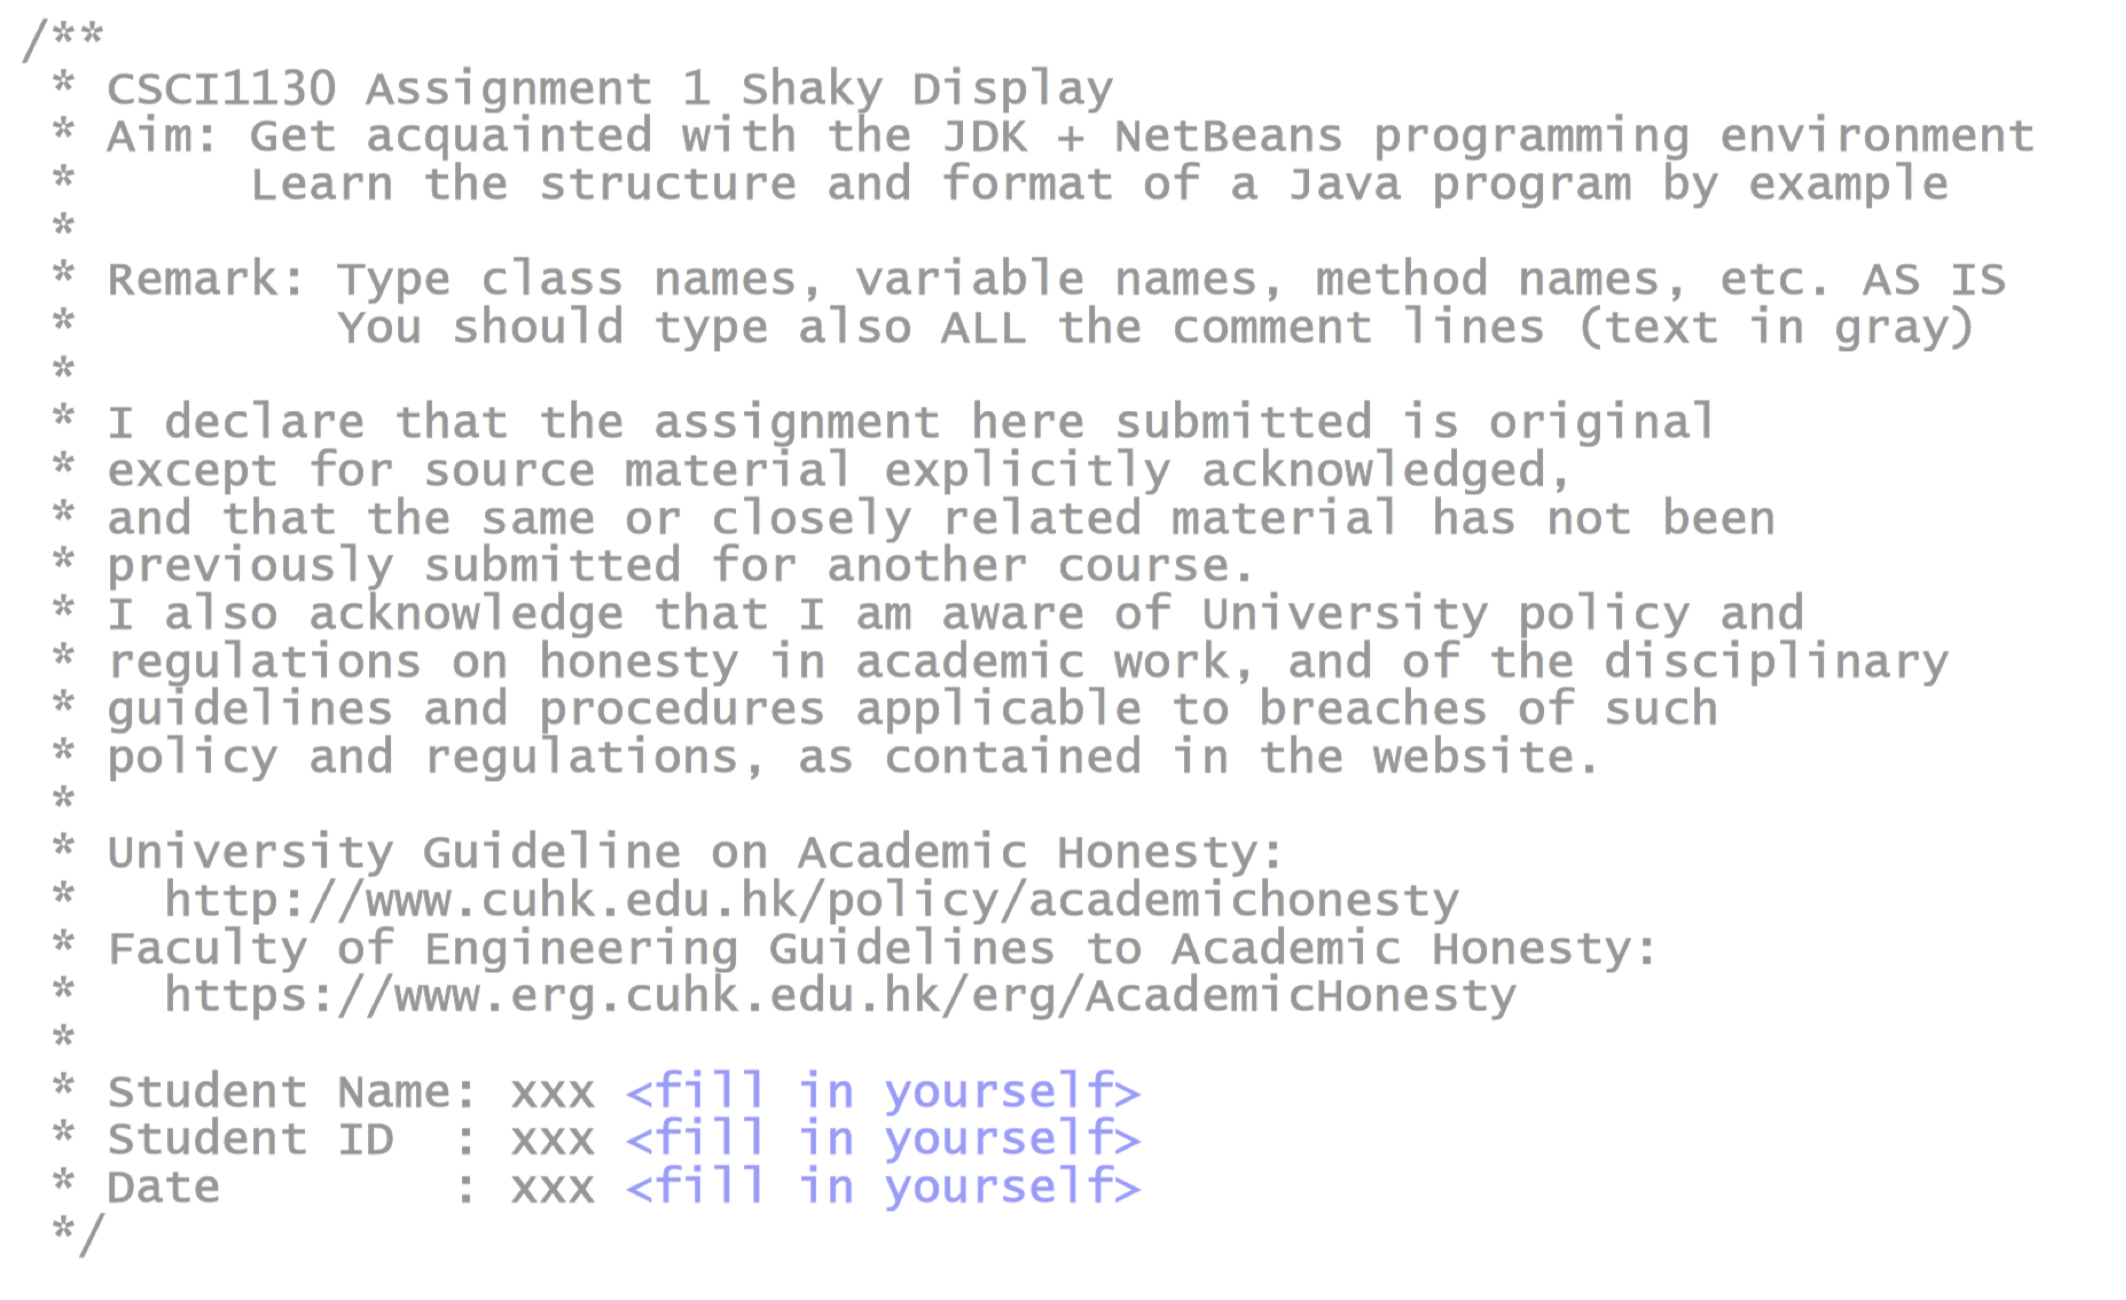 /**
 * CSCI1130 Assignment 1 Shaky Display
 * Aim: Get acquainted with the JDK + NetBeans programming environment
 *      Learn the structure and format of a Java program by example
 *
 * Remark: Type class names, variable names, method names, etc. AS IS
 *         You should type also ALL the comment lines (text in gray)
 *
 * I declare that the assignment here submitted is original
 * except for source material explicitly acknowledged,
 * and that the same or closely related material has not been
 * previously submitted for another course.
 * I also acknowledge that I am aware of University policy and
 * regulations on honesty in academic work, and of the disciplinary
 * guidelines and procedures applicable to breaches of such
 * policy and regulations, as contained in the website.
 *
 * University Guideline on Academic Honesty:
 *   http://www.cuhk.edu.hk/policy/academichonesty
 * Faculty of Engineering Guidelines to Academic Honesty:
 *   https://www.erg.cuhk.edu.hk/erg/AcademicHonesty
 *
 * Student Name: xxx <fill in yourself>
 * Student ID  : xxx <fill in yourself>
 * Date        : xxx <fill in yourself>
 */